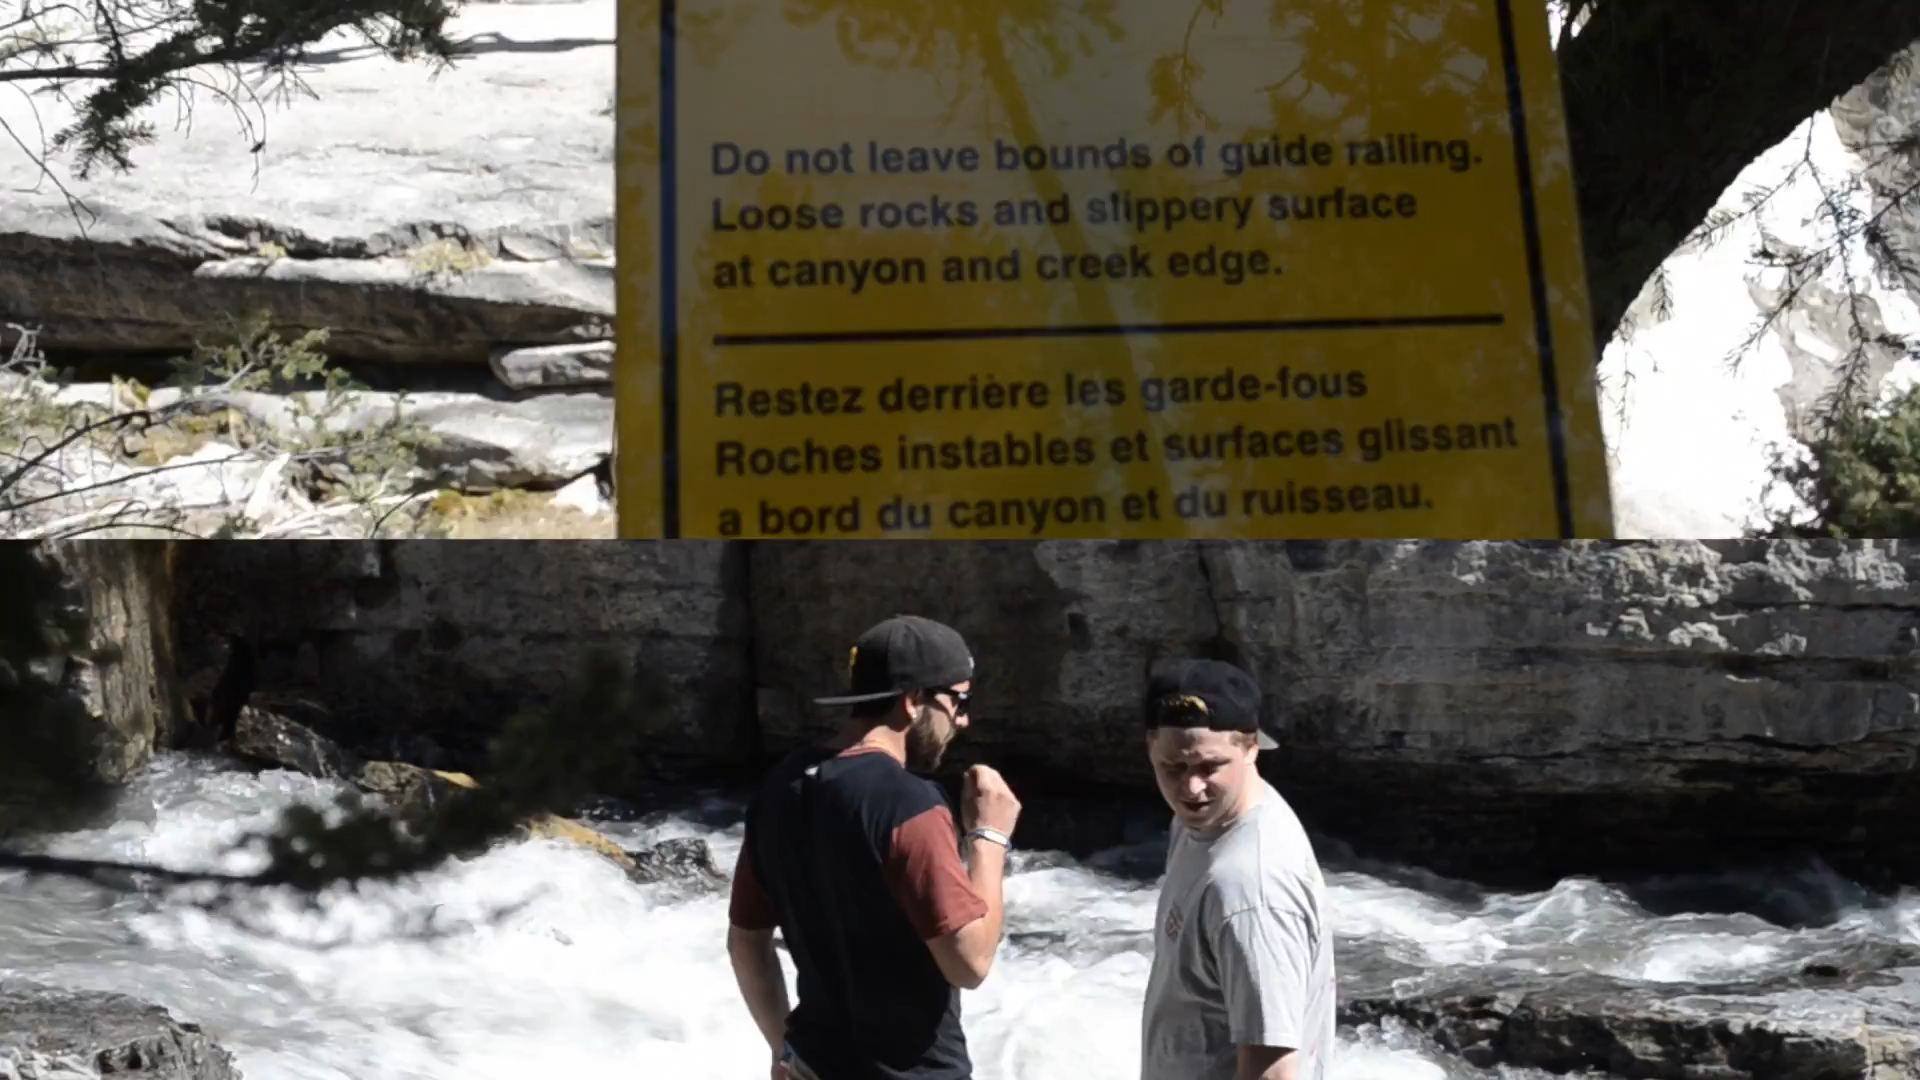 Do not leave bounds of guide railing.
Loose rocks and slippery surface
at canyon and creek edge.
Restez derrière les garde-fous
Roches instables et surfaces glissant
a bord du canyon et du ruisseau.